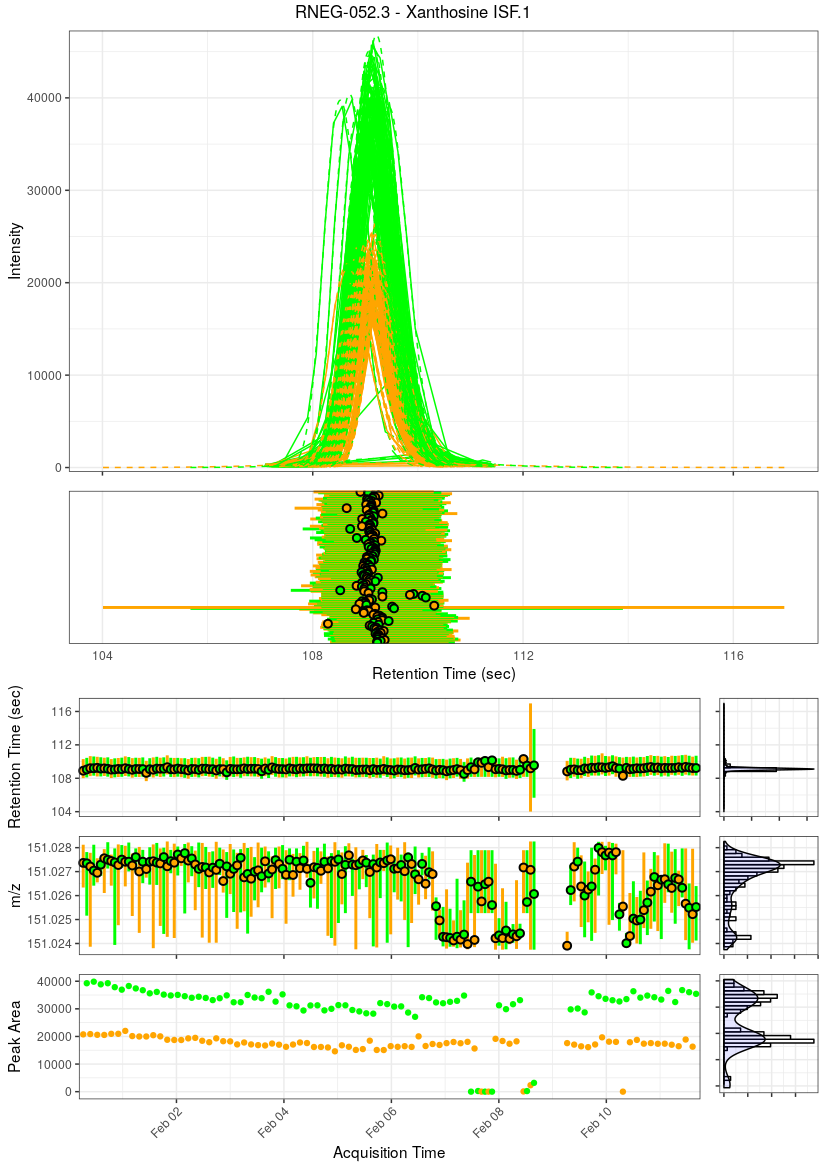 RNEG-052.3 - Xanthosine ISF.1
Intensity
40000
30000
20000
10000
0
104
108
112
116
Retention Time (sec)
Retention Time (sec)
116
112
108
104
m/z
151.028
151.027
151.026
151.025
151.024
Peak Area
40000
30000
20000
10000
0
Feb 02
Feb 04
Feb 06
Feb 08
Feb 10
Acquisition Time